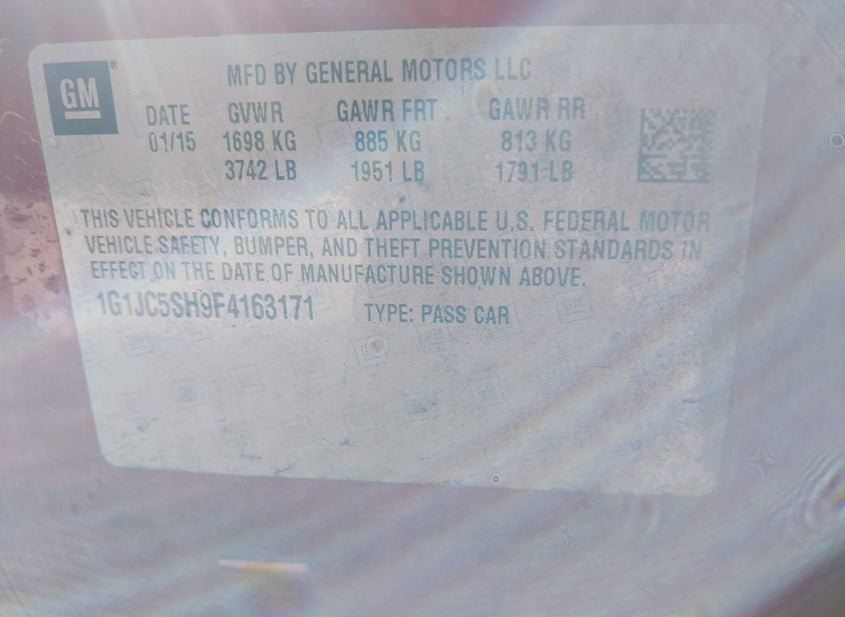 GM®
MFD BY GENERAL MOTORS LLC
DATE GVWR GAWR FRT GAWR RR
01/15 1698 KG 885 KG 813 KG
3742 LB 1951 LB 1791 LB
THIS VEHICLE CONFORMS TO ALL APPLICABLE U.S. FEDERAL MOTOR
VEHICLE SAFETY, BUMPER, AND THEFT PREVENTION STANDARDS IN
EFFECT ON THE DATE OF MANUFACTURE SHOWN ABOVE.
1G1JC5SH9F4163171 TYPE: PASS CAR